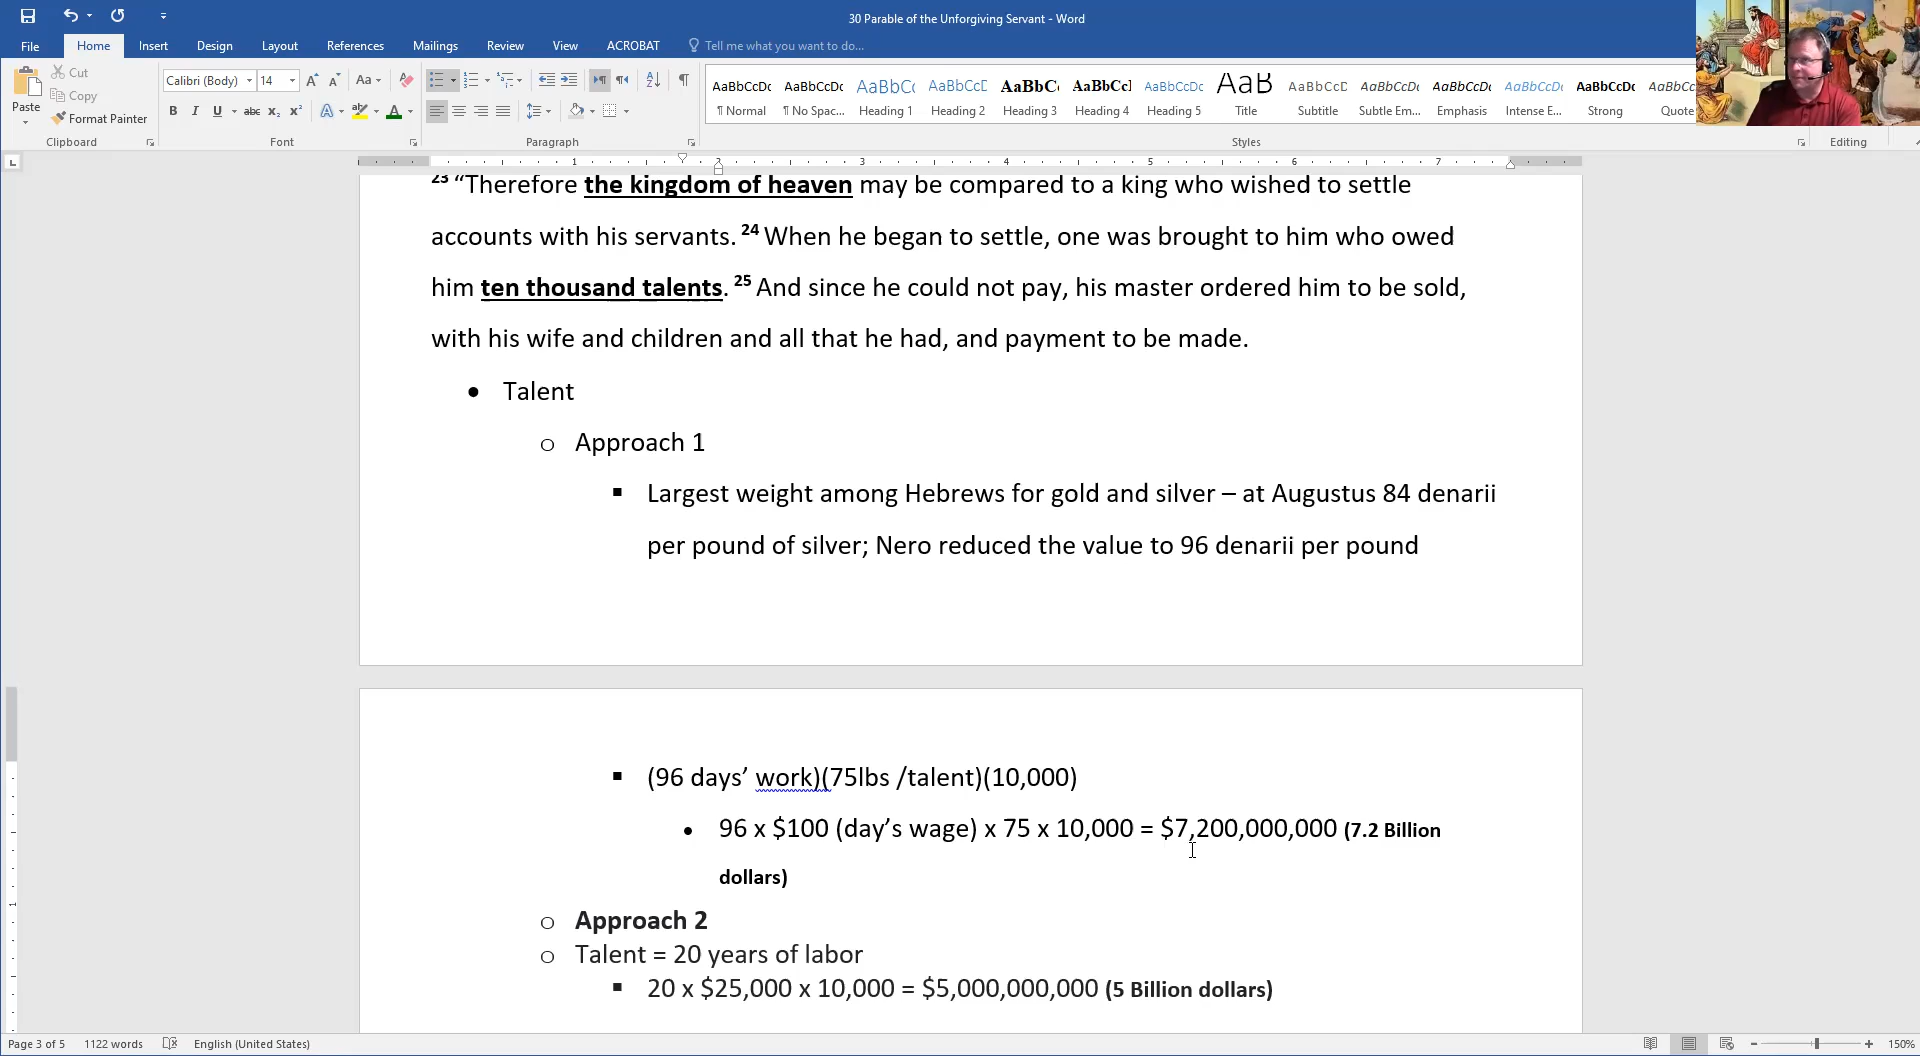 30 Parable of the Unforgiving Servant - Word
File Home Insert Design Layout References Mailings Review View ACROBAT Tell me what you want to do...
Paste
Cut
Copy
Format Painter
Clipboard
Calibri (Body) 14
Font
Paragraph
AaBbCcDc AaBbCcDc AaBbCc AaBbCcE AaBbC AaBbCcI AaBbCcDc AaB AaBbCcD AaBbCcDc AaBbCcDc AaBbCcDc AaBbCcDc AaBbCcD
¶ Normal ¶ No Spac... Heading 1 Heading 2 Heading 3 Heading 4 Heading 5 Title Subtitle Subtle Em... Emphasis Intense E... Strong Quote
Styles
Editing
1 2 3 4 5 6 7
23 “Therefore the kingdom of heaven may be compared to a king who wished to settle
accounts with his servants. 24 When he began to settle, one was brought to him who owed
him ten thousand talents. 25 And since he could not pay, his master ordered him to be sold,
with his wife and children and all that he had, and payment to be made.
• Talent
o Approach 1
▪ Largest weight among Hebrews for gold and silver – at Augustus 84 denarii
per pound of silver; Nero reduced the value to 96 denarii per pound
▪ (96 days’ work)(75lbs /talent)(10,000)
• 96 x $100 (day’s wage) x 75 x 10,000 = $7,200,000,000 (7.2 Billion
dollars)
o Approach 2
o Talent = 20 years of labor
▪ 20 x $25,000 x 10,000 = $5,000,000,000 (5 Billion dollars)
Page 3 of 5 1122 words English (United States) 150%